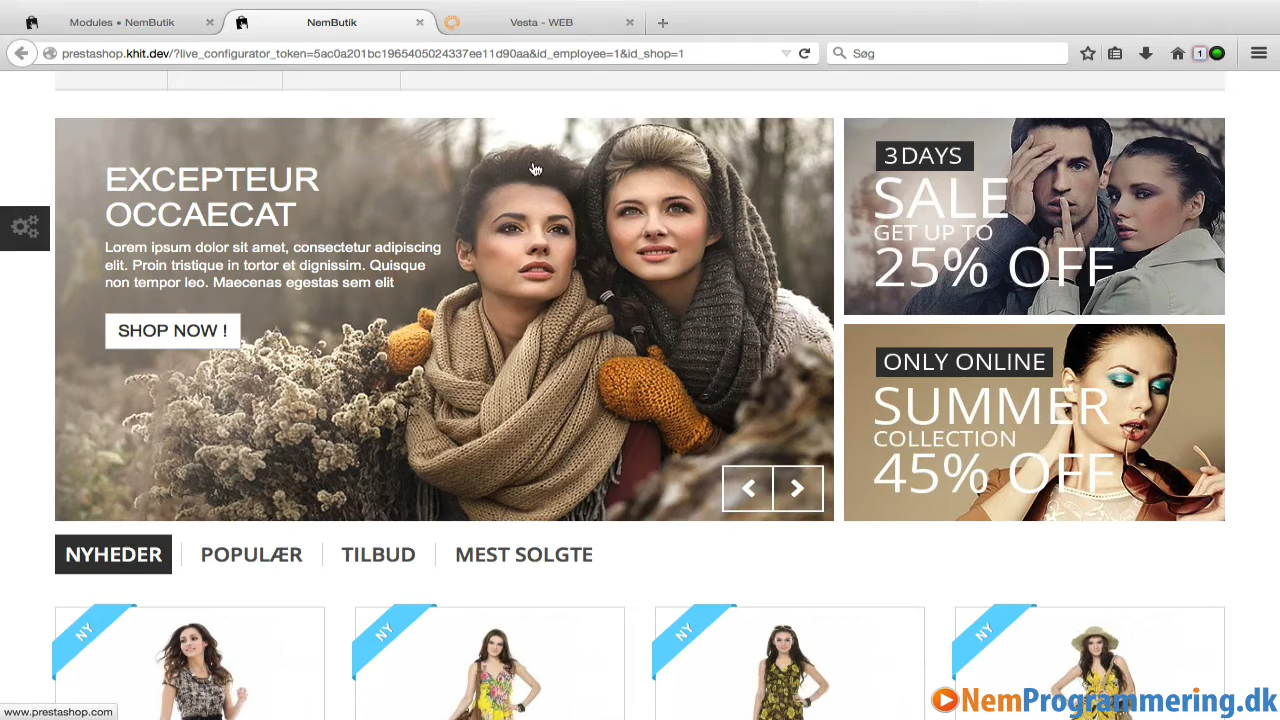 Modules • NemButik
NemButik
Vesta - WEB
prestashop.khit.dev/?live_configurator_token=5ac0a201bc1965405024337ee11d90aa&id_employee=1&id_shop=1
Søg
1
EXCEPTEUR
OCCAECAT
Lorem ipsum dolor sit amet, consectetur adipiscing
elit. Proin tristique in tortor et dignissim. Quisque
non tempor leo. Maecenas egestas sem elit
SHOP NOW !
3 DAYS
SALE
GET UP TO
25% OFF
ONLY ONLINE
SUMMER
COLLECTION
45% OFF
NYHEDER
POPULÆR
TILBUD
MEST SOLGTE
NY
NY
NY
NY
www.prestashop.com
NemProgrammering.dk